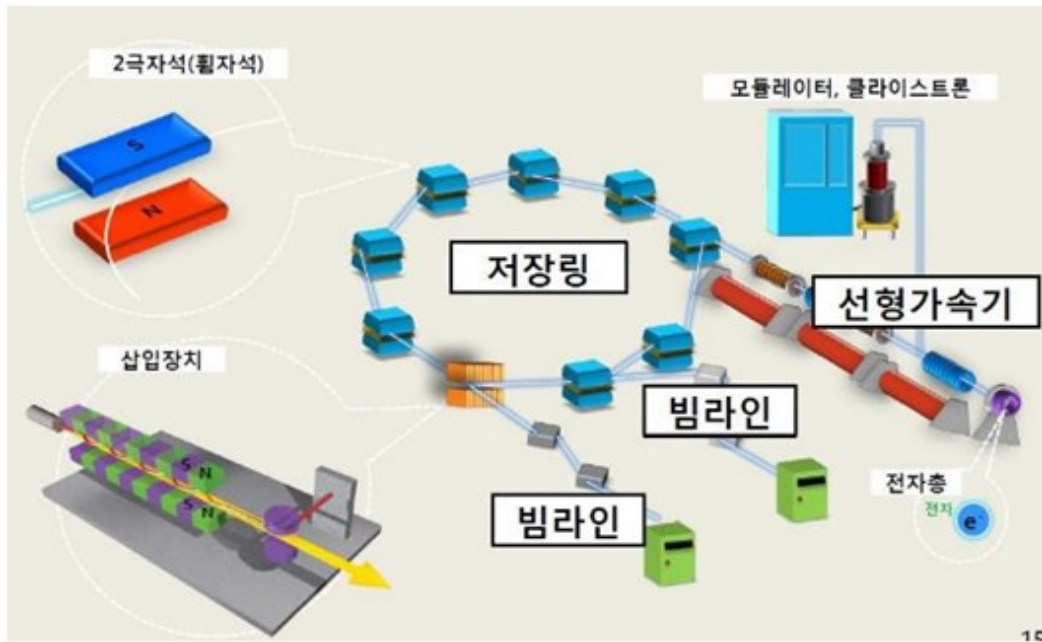 2극자석(휨자석)
S
N
모듈레이터, 클라이스트론
저장링
선형가속기
삽입장치
S N
S N
빔라인
빔라인
전자총
전자
e-
15